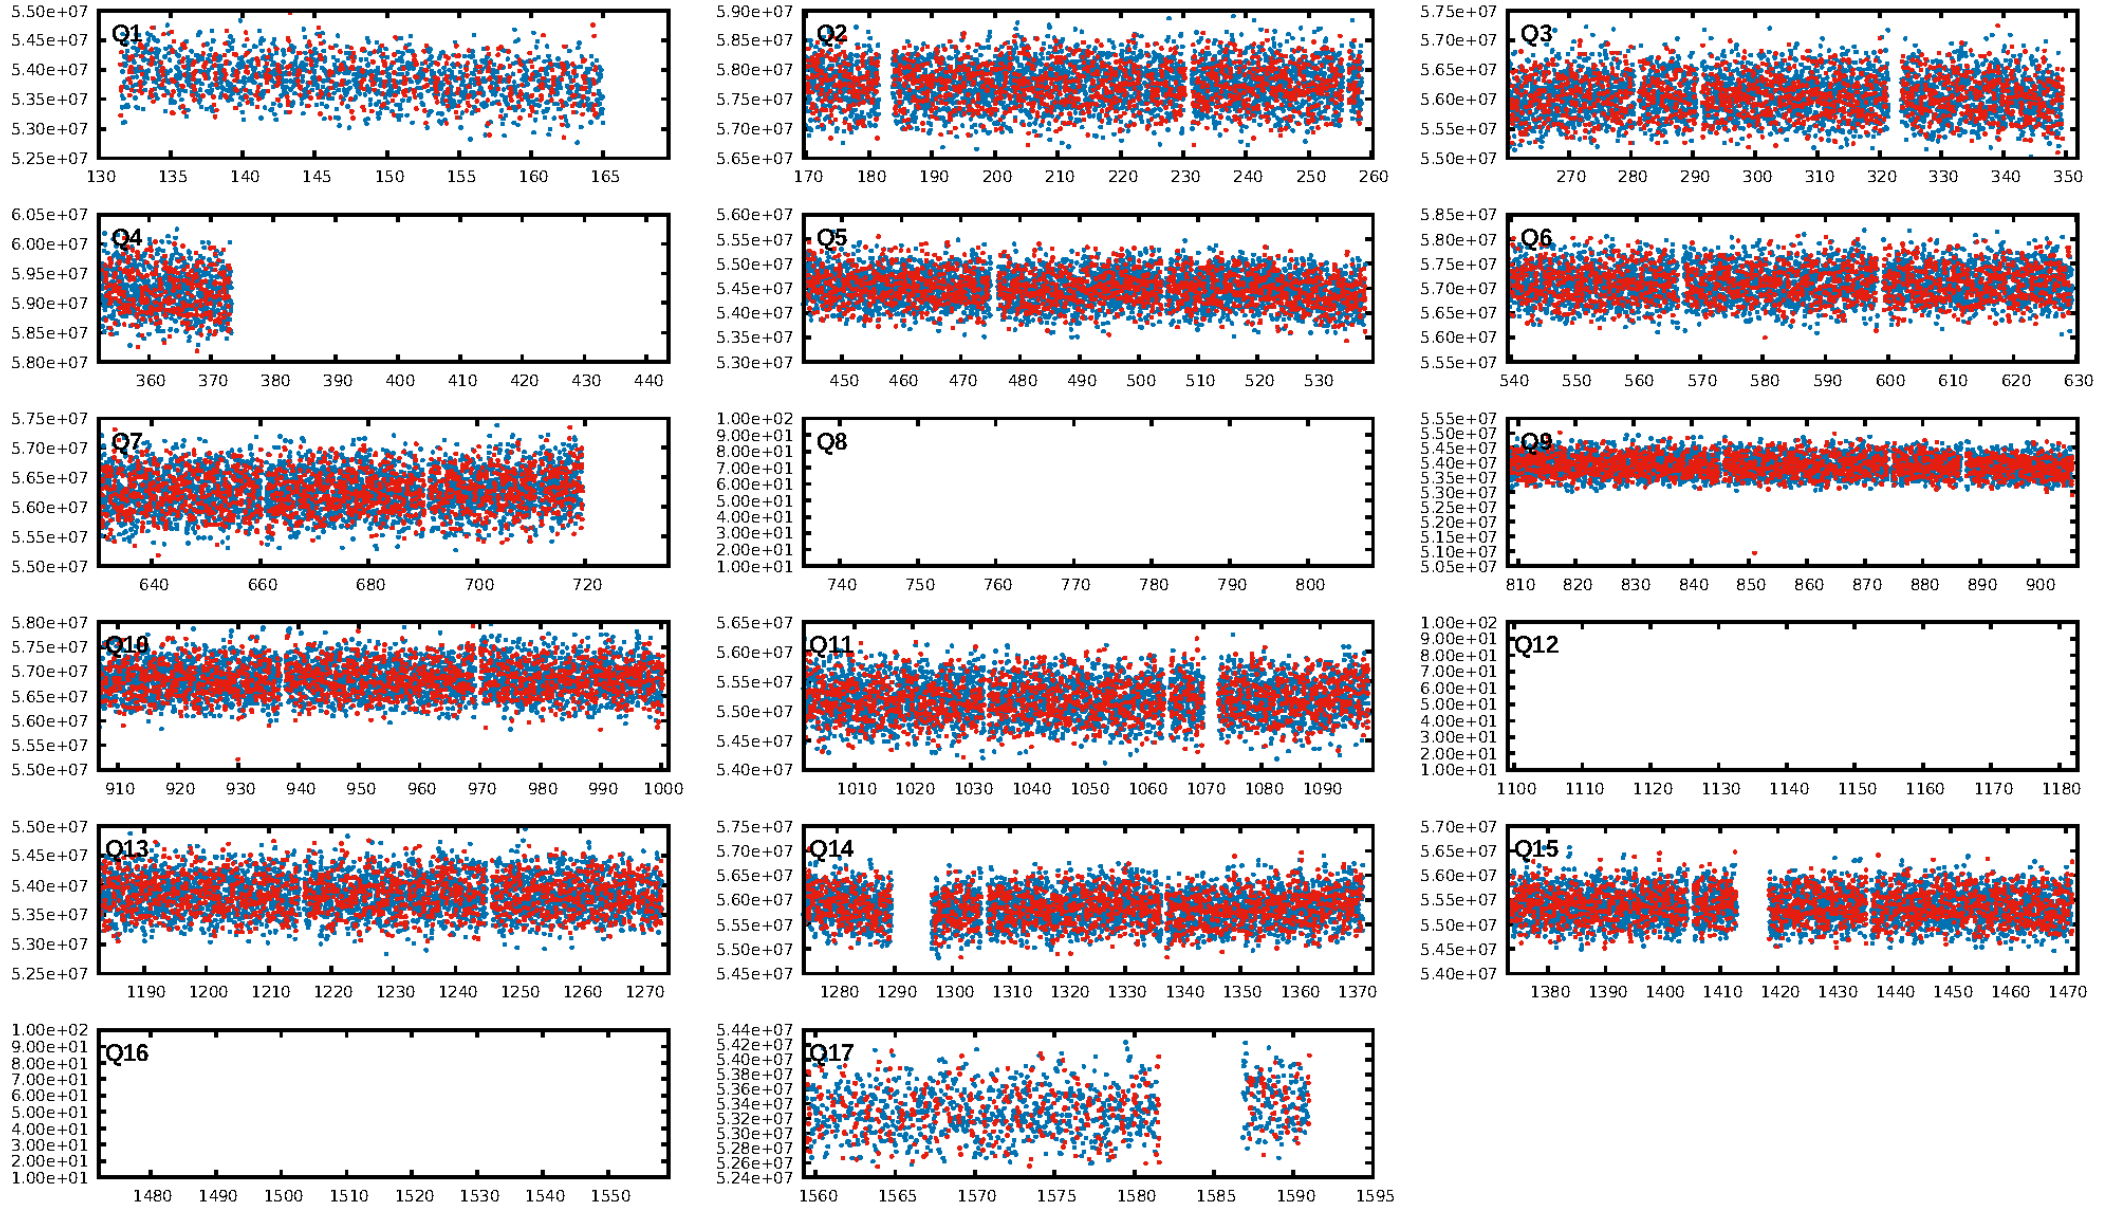 Q1
5.50e+07
5.45e+07
5.40e+07
5.35e+07
5.30e+07
5.25e+07
130 135 140 145 150 155 160 165
Q2
5.90e+07
5.85e+07
5.80e+07
5.75e+07
5.70e+07
5.65e+07
170 180 190 200 210 220 230 240 250 260
Q3
5.75e+07
5.70e+07
5.65e+07
5.60e+07
5.55e+07
5.50e+07
270 280 290 300 310 320 330 340 350
Q4
6.05e+07
6.00e+07
5.95e+07
5.90e+07
5.85e+07
5.80e+07
360 370 380 390 400 410 420 430 440
Q5
5.60e+07
5.55e+07
5.50e+07
5.45e+07
5.40e+07
5.35e+07
5.30e+07
450 460 470 480 490 500 510 520 530
Q6
5.85e+07
5.80e+07
5.75e+07
5.70e+07
5.65e+07
5.60e+07
5.55e+07
540 550 560 570 580 590 600 610 620 630
Q7
5.75e+07
5.70e+07
5.65e+07
5.60e+07
5.55e+07
5.50e+07
640 660 680 700 720
Q8
1.00e+02
9.00e+01
8.00e+01
7.00e+01
6.00e+01
5.00e+01
4.00e+01
3.00e+01
2.00e+01
1.00e+01
740 750 760 770 780 790 800
Q9
5.55e+07
5.50e+07
5.45e+07
5.40e+07
5.35e+07
5.30e+07
5.25e+07
5.20e+07
5.15e+07
5.10e+07
5.05e+07
810 820 830 840 850 860 870 880 890 900
Q10
5.80e+07
5.75e+07
5.70e+07
5.65e+07
5.60e+07
5.55e+07
5.50e+07
910 920 930 940 950 960 970 980 990 1000
Q11
5.65e+07
5.60e+07
5.55e+07
5.50e+07
5.45e+07
5.40e+07
1010 1020 1030 1040 1050 1060 1070 1080 1090
Q12
1.00e+02
9.00e+01
8.00e+01
7.00e+01
6.00e+01
5.00e+01
4.00e+01
3.00e+01
2.00e+01
1.00e+01
1100 1110 1120 1130 1140 1150 1160 1170 1180
Q13
5.50e+07
5.45e+07
5.40e+07
5.35e+07
5.30e+07
5.25e+07
1190 1200 1210 1220 1230 1240 1250 1260 1270
Q14
5.75e+07
5.70e+07
5.65e+07
5.60e+07
5.55e+07
5.50e+07
5.45e+07
1280 1290 1300 1310 1320 1330 1340 1350 1360 1370
Q15
5.70e+07
5.65e+07
5.60e+07
5.55e+07
5.50e+07
5.45e+07
5.40e+07
1380 1390 1400 1410 1420 1430 1440 1450 1460 1470
Q16
1.00e+02
9.00e+01
8.00e+01
7.00e+01
6.00e+01
5.00e+01
4.00e+01
3.00e+01
2.00e+01
1.00e+01
1480 1490 1500 1510 1520 1530 1540 1550
Q17
5.44e+07
5.42e+07
5.40e+07
5.38e+07
5.36e+07
5.34e+07
5.32e+07
5.30e+07
5.28e+07
5.26e+07
5.24e+07
1560 1565 1570 1575 1580 1585 1590 1595